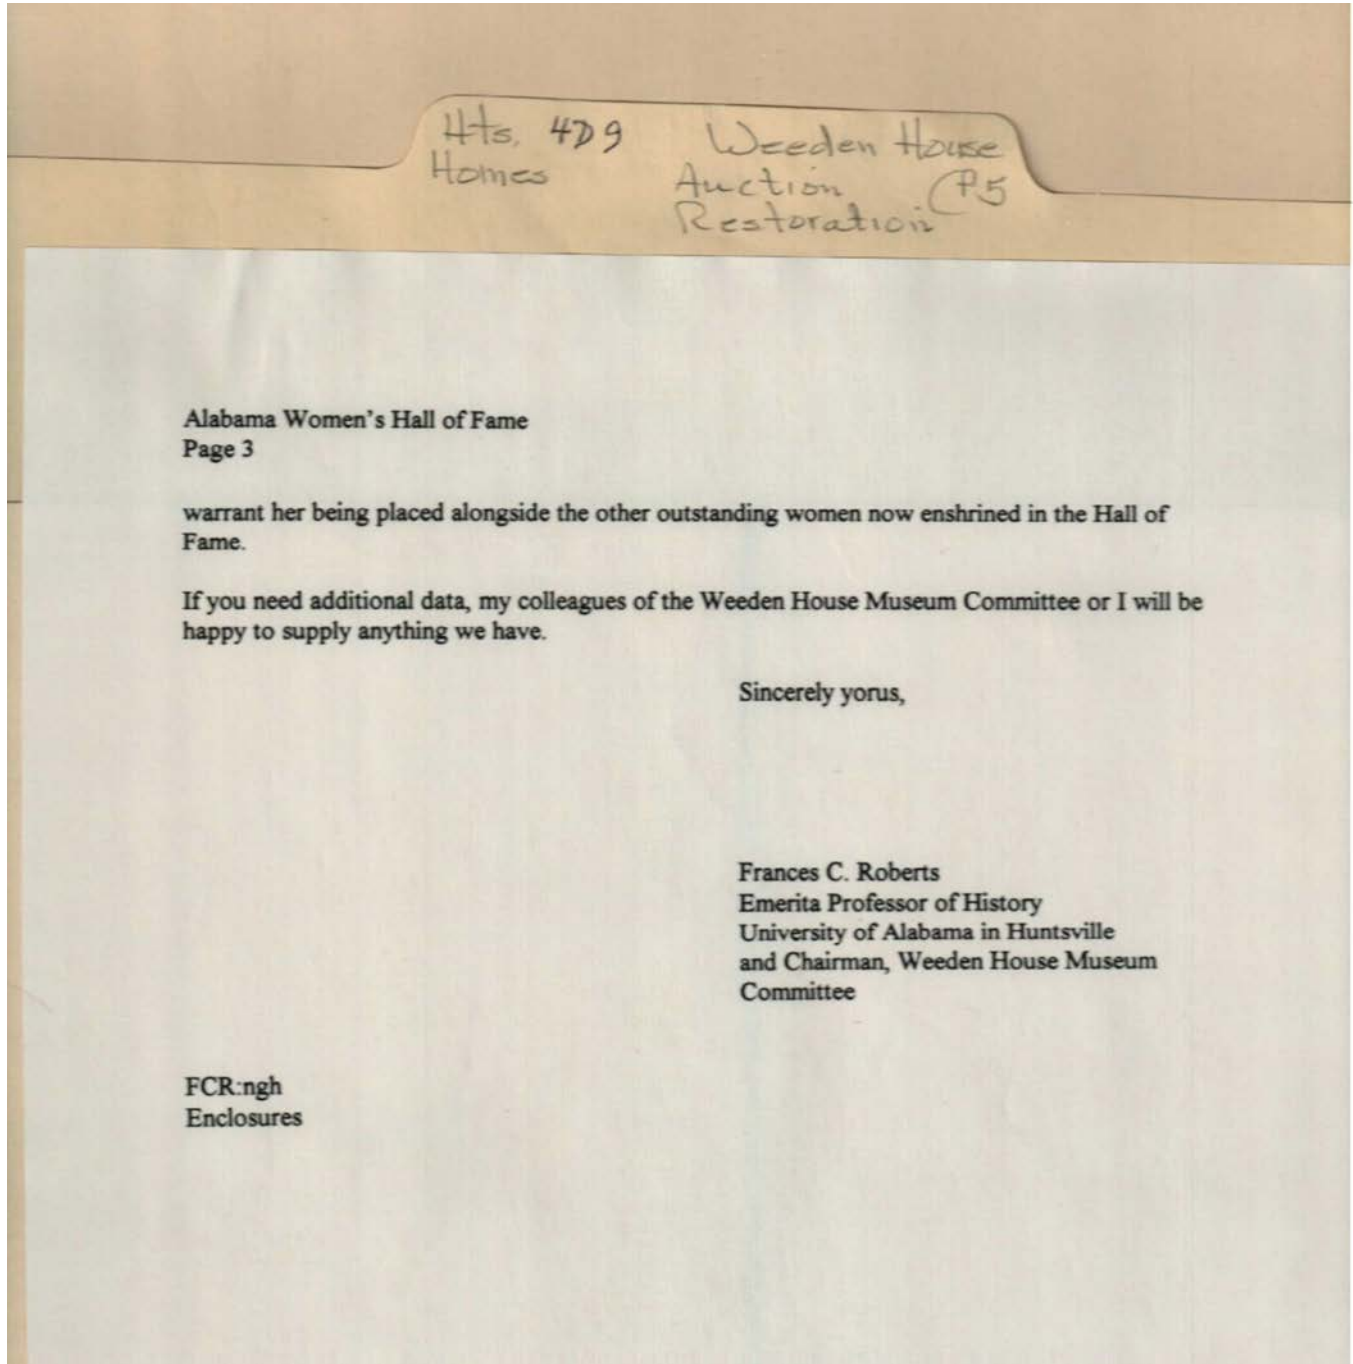 Hts. 4D9 Weeden House
Homes Auction (P5
Restoration
Alabama Women's Hall of Fame
Page 3
warrant her being placed alongside the other outstanding women now enshrined in the Hall of
Fame.
If you need additional data, my colleagues of the Weeden House Museum Committee or I will be
happy to supply anything we have.
Sincerely yorus,
Frances C. Roberts
Emerita Professor of History
University of Alabama in Huntsville
and Chairman, Weeden House Museum
Committee
FCR:ngh
Enclosures